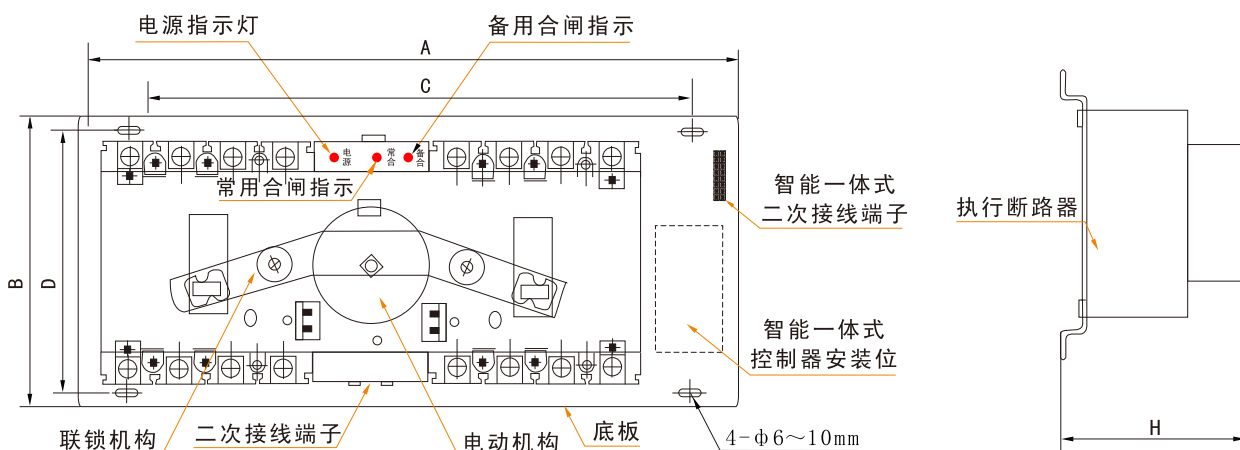 电源指示灯
备用合闸指示
A
C
电源
常合
备合
常用合闸指示
智能一体式
二次接线端子
执行断路器
B
D
智能一体式
控制器安装位
联锁机构
二次接线端子
电动机构
底板
4-φ6~10mm
H